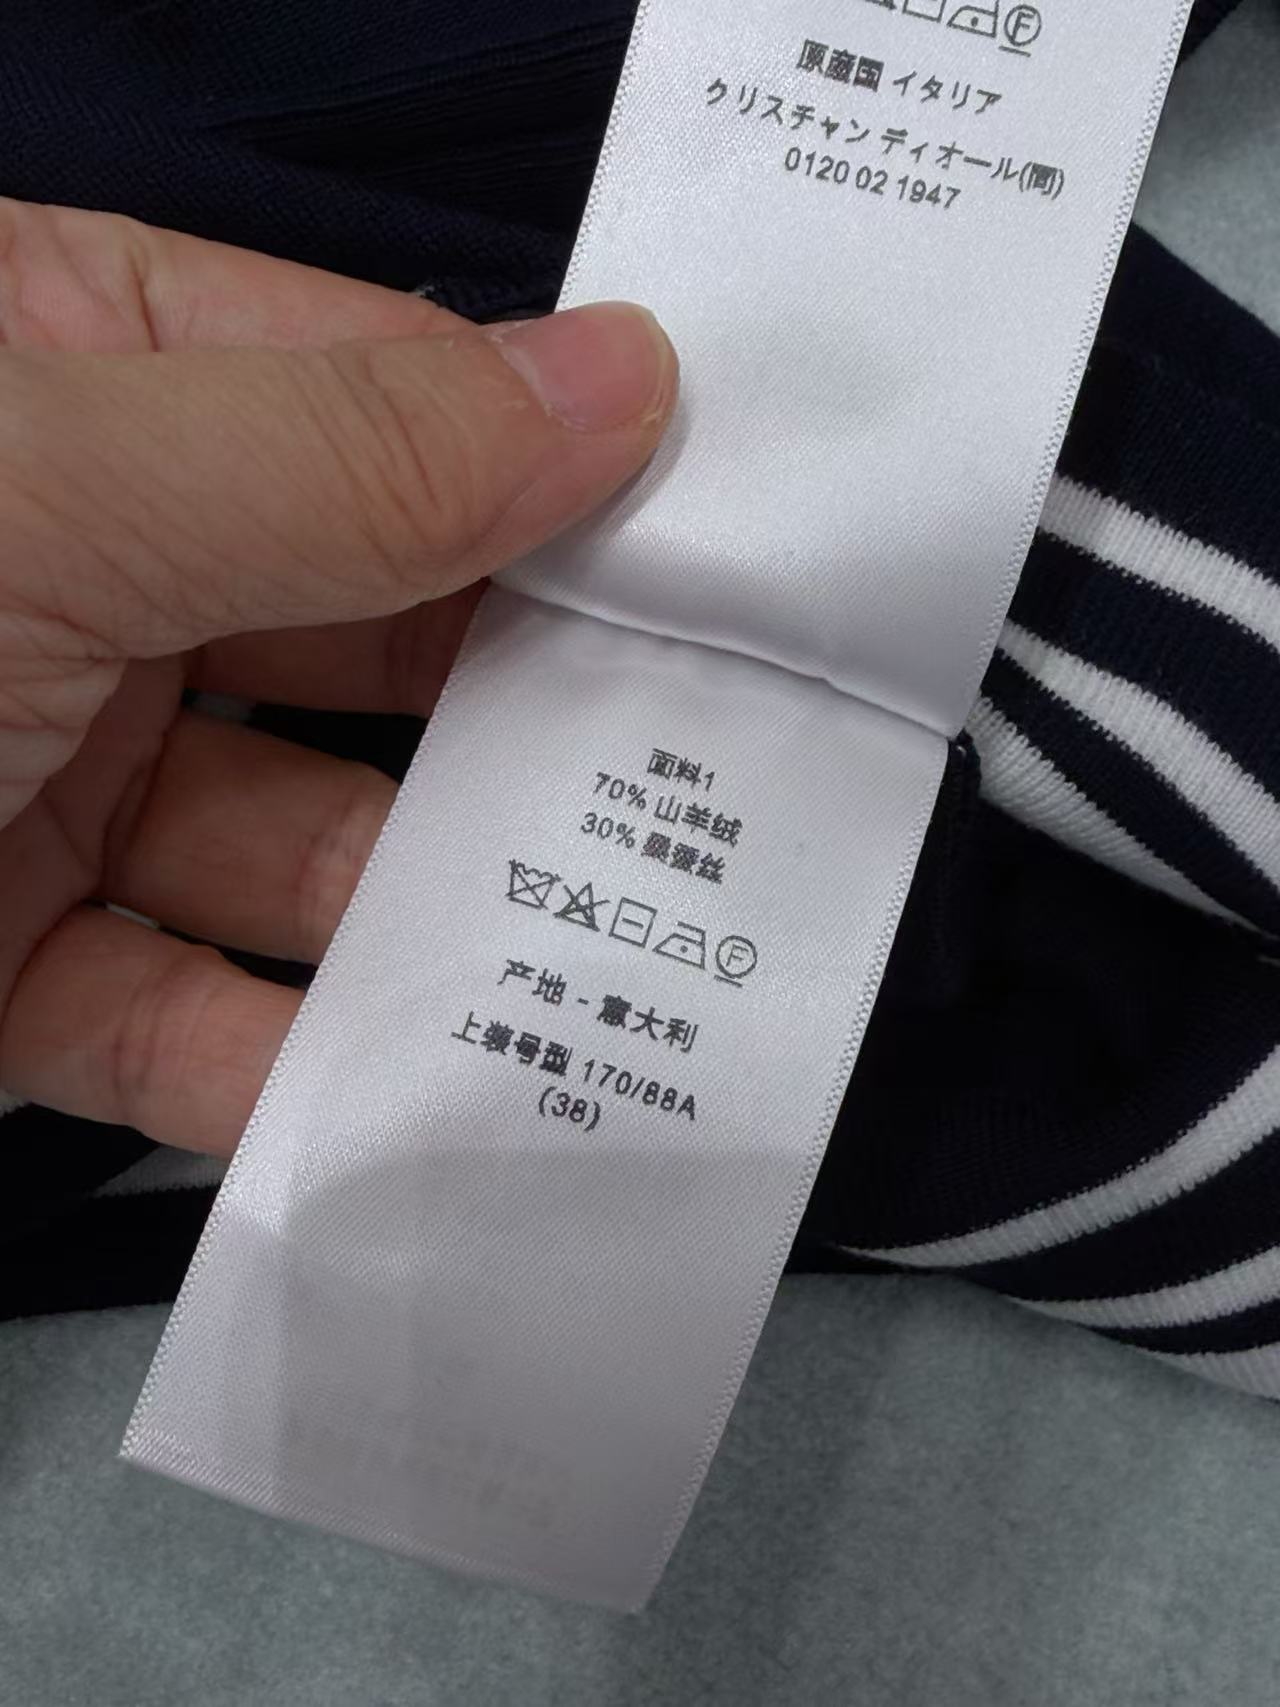 F
原産国 イタリア
クリスチャン ディオール(問)
0120 02 1947
面料1
70% 山羊绒
30% 桑蚕丝
F
产地 - 意大利
上装号型 170/88A
(38)